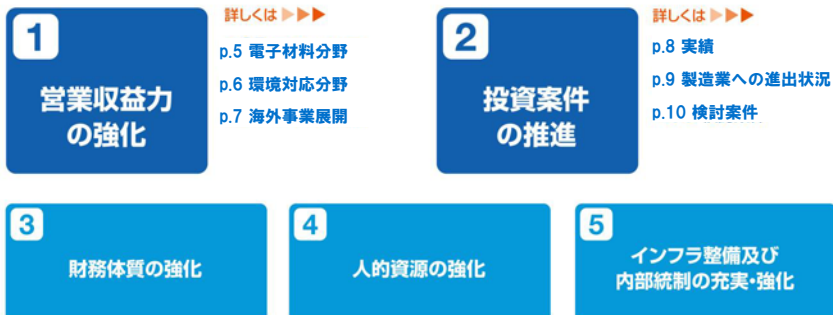 1
営業収益力
の強化
詳しくは ▶▶▶
p.5 電子材料分野
p.6 環境対応分野
p.7 海外事業展開
2
投資案件
の推進
詳しくは ▶▶▶
p.8 実績
p.9 製造業への進出状況
p.10 検討案件
3
財務体質の強化
4
人的資源の強化
5
インフラ整備及び
内部統制の充実・強化